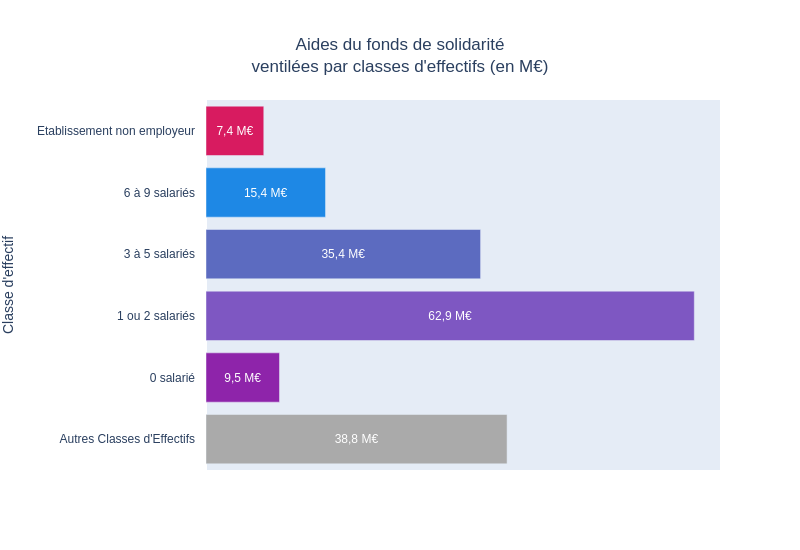 Aides du fonds de solidarité
ventilées par classes d'effectifs (en M€)
Classe d'effectif
Etablissement non employeur
7,4 M€
6 à 9 salariés
15,4 M€
3 à 5 salariés
35,4 M€
1 ou 2 salariés
62,9 M€
0 salarié
9,5 M€
Autres Classes d'Effectifs
38,8 M€